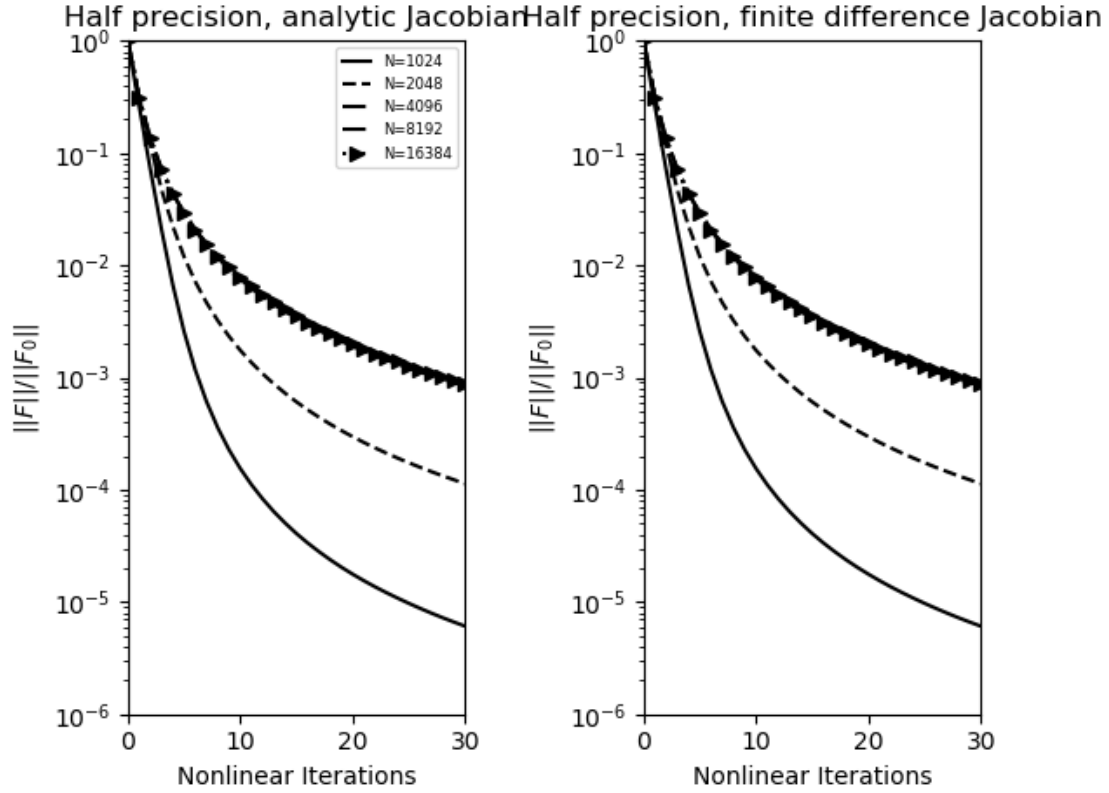 Half precision, analytic Jacobian
10^0
10^{-1}
10^{-2}
10^{-3}
10^{-4}
10^{-5}
10^{-6}
||F||/||F_0||
N=1024
N=2048
N=4096
N=8192
N=16384
0 10 20 30
Nonlinear Iterations
Half precision, finite difference Jacobian
10^0
10^{-1}
10^{-2}
10^{-3}
10^{-4}
10^{-5}
10^{-6}
||F||/||F_0||
0 10 20 30
Nonlinear Iterations